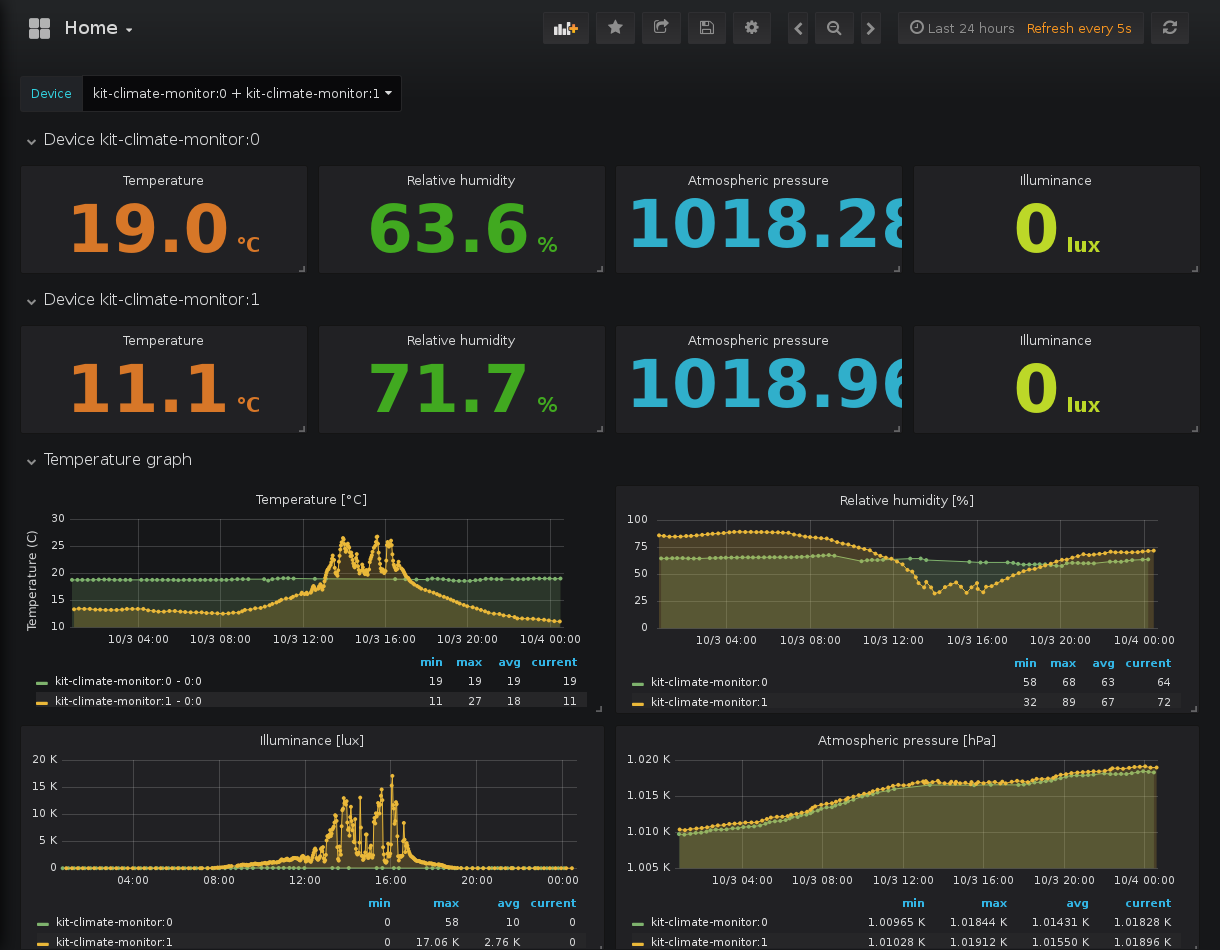 Home
Last 24 hours Refresh every 5s
Device kit-climate-monitor:0 + kit-climate-monitor:1
Device kit-climate-monitor:0
Temperature Relative humidity Atmospheric pressure Illuminance
19.0 °C 63.6 % 1018.28 0 lux
Device kit-climate-monitor:1
Temperature Relative humidity Atmospheric pressure Illuminance
11.1 °C 71.7 % 1018.96 0 lux
Temperature graph
Temperature [°C]
Temperature (C)
30
25
20
15
10
10/3 04:00 10/3 08:00 10/3 12:00 10/3 16:00 10/3 20:00 10/4 00:00
min max avg current
kit-climate-monitor:0 - 0:0 19 19 19 19
kit-climate-monitor:1 - 0:0 11 27 18 11
Relative humidity [%]
100
75
50
25
0
10/3 04:00 10/3 08:00 10/3 12:00 10/3 16:00 10/3 20:00 10/4 00:00
min max avg current
kit-climate-monitor:0 58 68 63 64
kit-climate-monitor:1 32 89 67 72
Illuminance [lux]
20 K
15 K
10 K
5 K
0
04:00 08:00 12:00 16:00 20:00 00:00
min max avg current
kit-climate-monitor:0 0 58 10 0
kit-climate-monitor:1 0 17.06 K 2.76 K 0
Atmospheric pressure [hPa]
1.020 K
1.015 K
1.010 K
1.005 K
10/3 04:00 10/3 08:00 10/3 12:00 10/3 16:00 10/3 20:00 10/4 00:00
min max avg current
kit-climate-monitor:0 1.00965 K 1.01844 K 1.01431 K 1.01828 K
kit-climate-monitor:1 1.01028 K 1.01912 K 1.01550 K 1.01896 K